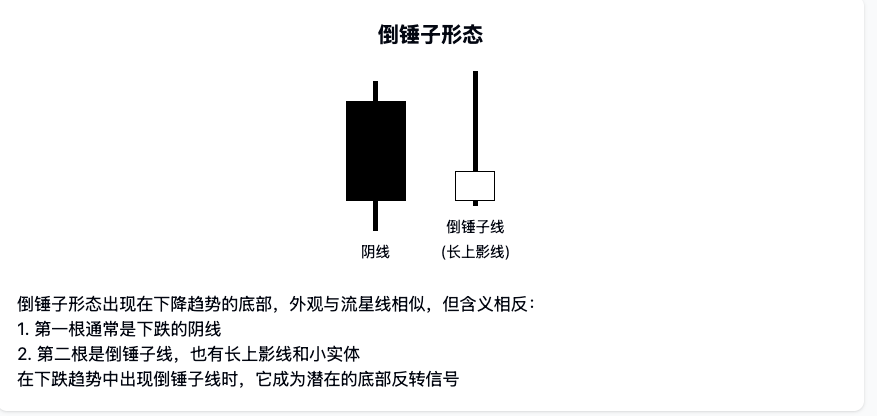 倒锤子形态
倒锤子线
阴线
(长上影线)
倒锤子形态出现在下降趋势的底部，外观与流星线相似，但含义相反：
1. 第一根通常是下跌的阴线
2. 第二根是倒锤子线，也有长上影线和小实体
在下跌趋势中出现倒锤子线时，它成为潜在的底部反转信号